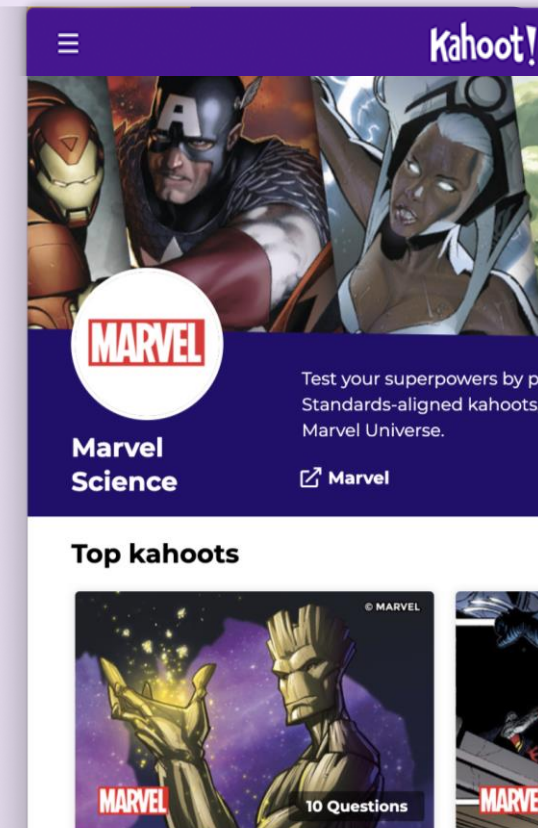 Kahoot!
A
MARVEL
Marvel
Science
Test your superpowers by p
Standards-aligned kahoots
Marvel Universe.
Marvel
Top kahoots
© MARVEL
MARVEL
10 Questions
MARVE